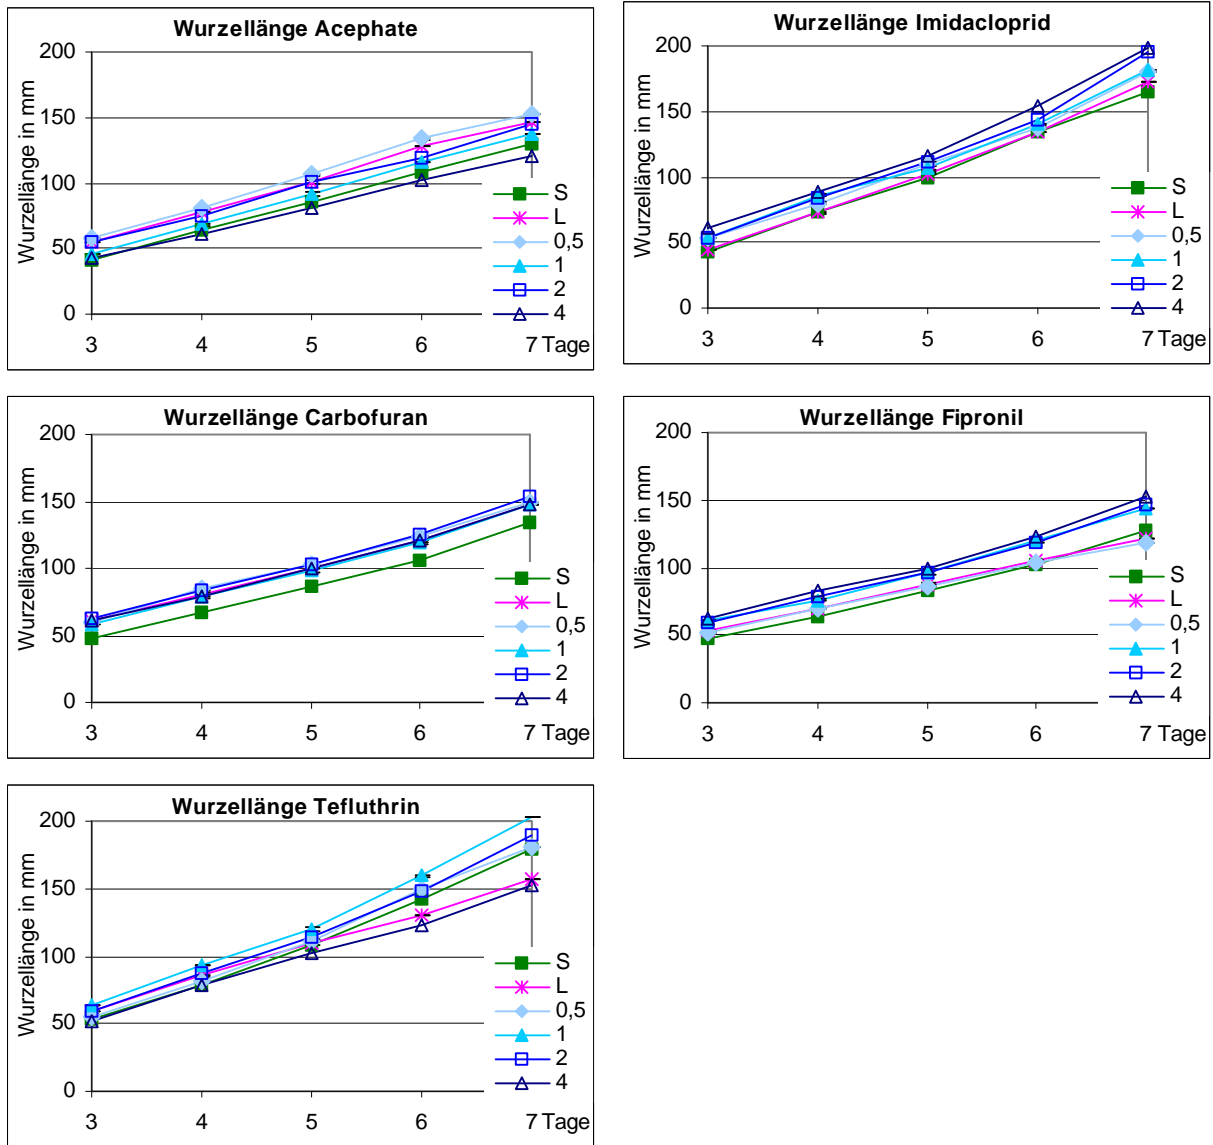 Wurzellänge Acephate
Wurzellänge in mm
200
150
100
50
0
3 4 5 6 7 Tage
S
L
0,5
1
2
4
Wurzellänge Imidacloprid
Wurzellänge in mm
200
150
100
50
0
3 4 5 6 7 Tage
S
L
0,5
1
2
4
Wurzellänge Carbofuran
Wurzellänge in mm
200
150
100
50
0
3 4 5 6 7 Tage
S
L
0,5
1
2
4
Wurzellänge Fipronil
Wurzellänge in mm
200
150
100
50
0
3 4 5 6 7 Tage
S
L
0,5
1
2
4
Wurzellänge Tefluthrin
Wurzellänge in mm
200
150
100
50
0
3 4 5 6 7 Tage
S
L
0,5
1
2
4